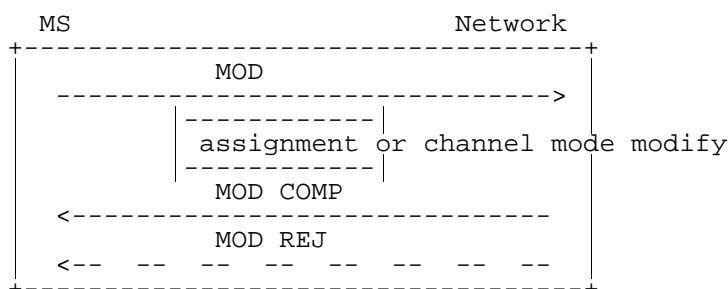 MS Network
MOD
assignment or channel mode modify
MOD COMP
MOD REJ